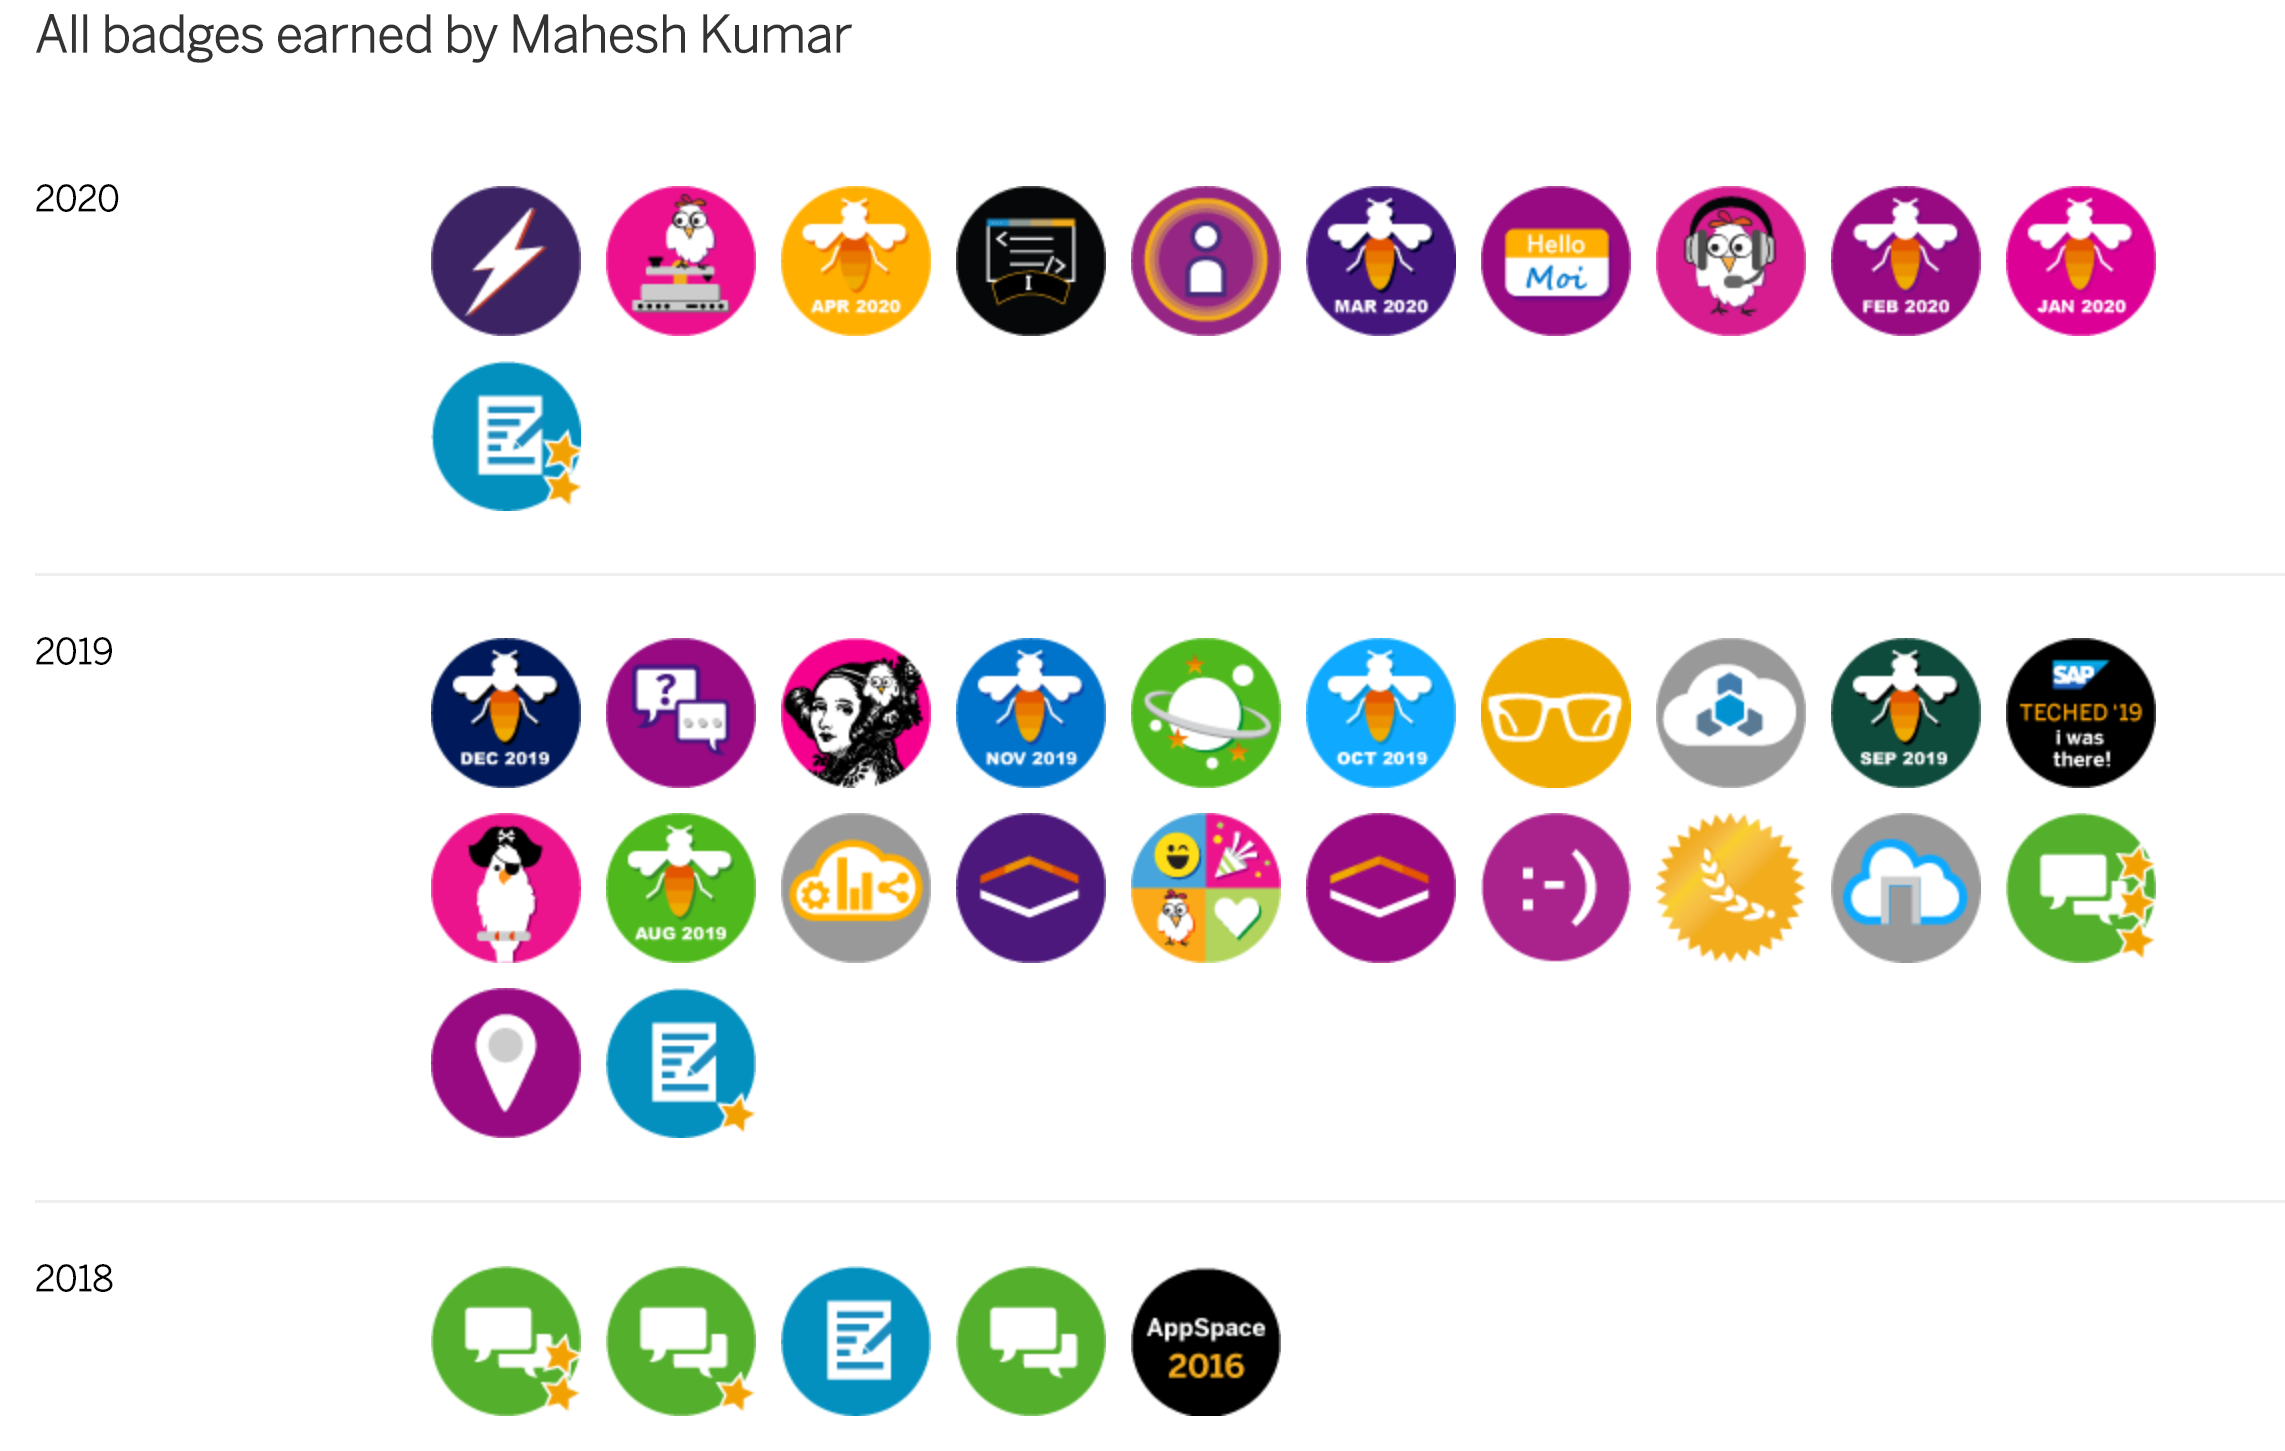 All badges earned by Mahesh Kumar
2020
APR 2020
< />
I
MAR 2020
Hello
Moi
FEB 2020
JAN 2020
2019
DEC 2019
?
NOV 2019
OCT 2019
SEP 2019
SAP
TECHED '19
i was
there!
AUG 2019
:-)
2018
AppSpace
2016